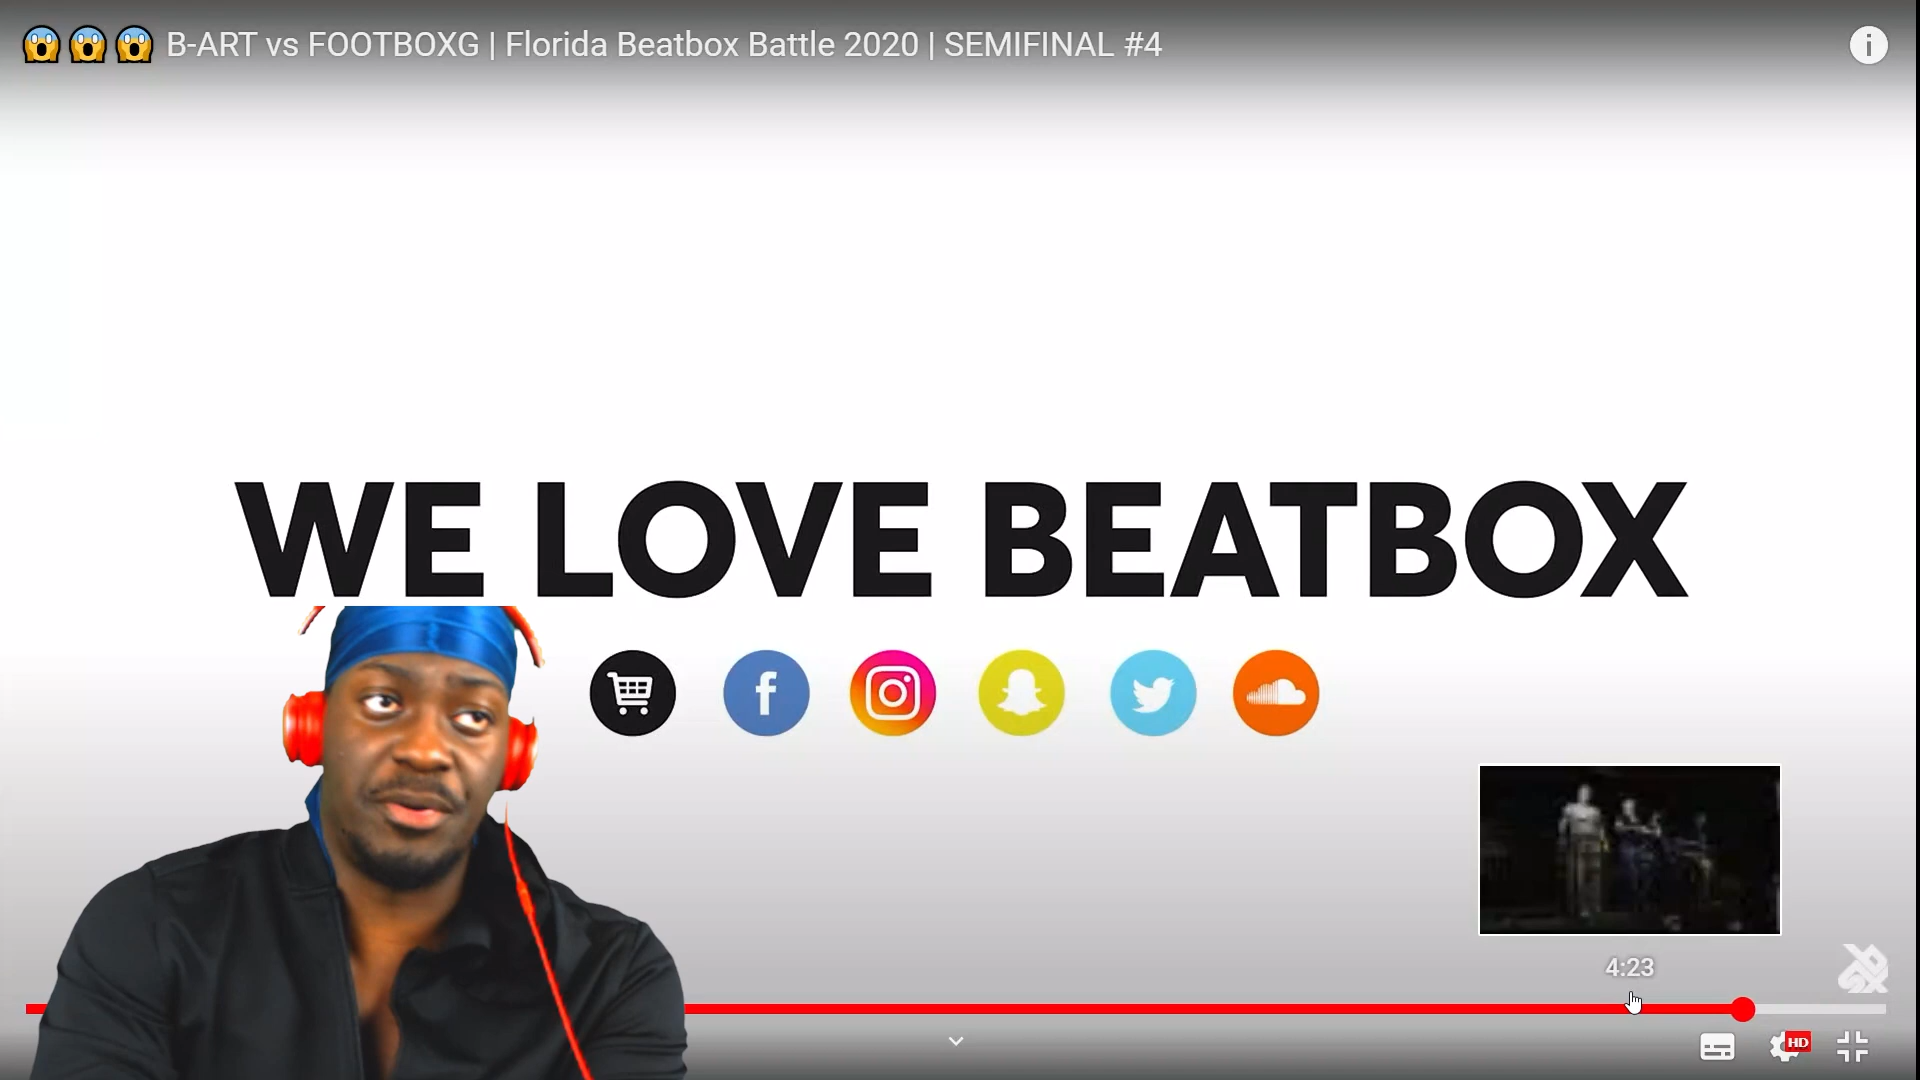 😱 😱 😱 B-ART vs FOOTBOXG | Florida Beatbox Battle 2020 | SEMIFINAL #4
WE LOVE BEATBOX
4:23
HD